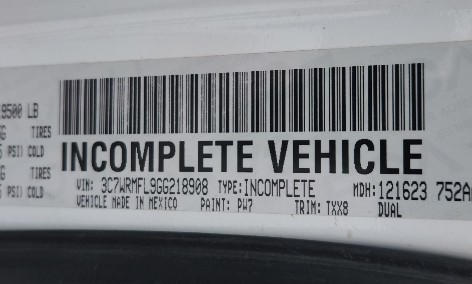 19500 LB
TIRES
PSI) COLD
TIRES
PSI) COLD
INCOMPLETE VEHICLE
VIN: 3C7WRMFL9GG218908 TYPE:INCOMPLETE MDH:121623 752A
VEHICLE MADE IN MEXICO PAINT: PW7 TRIM: TXX8 DUAL